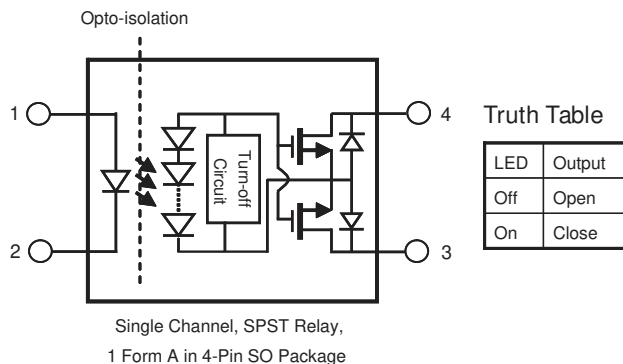 Opto-isolation
1
4
2
3
Turn-off
Circuit
Truth Table
LED Output
Off Open
On Close
Single Channel, SPST Relay,
1 Form A in 4-Pin SO Package